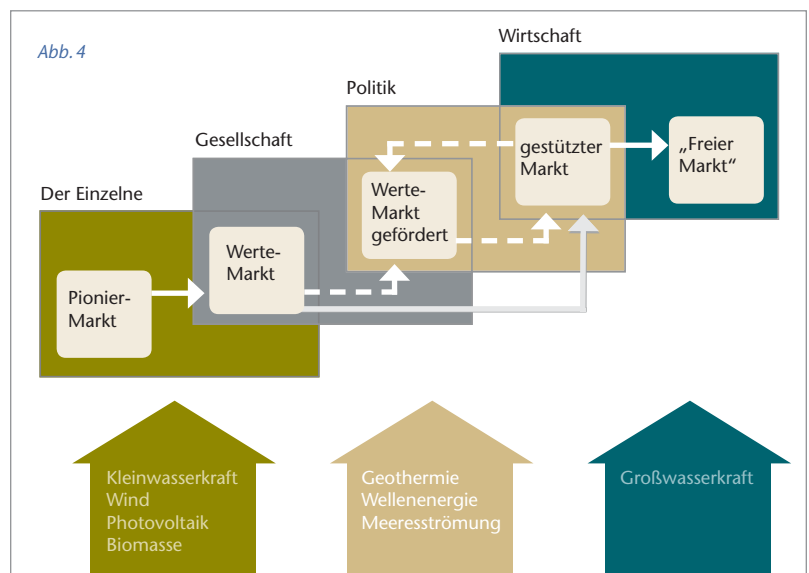 Abb. 4
Wirtschaft
Politik
Gesellschaft
Der Einzelne
Pionier-
Markt
Werte-
Markt
Werte-
Markt
gefördert
gestützter
Markt
„Freier
Markt“
Kleinwasserkraft
Wind
Photovoltaik
Biomasse
Geothermie
Wellenenergie
Meeresströmung
Großwasserkraft